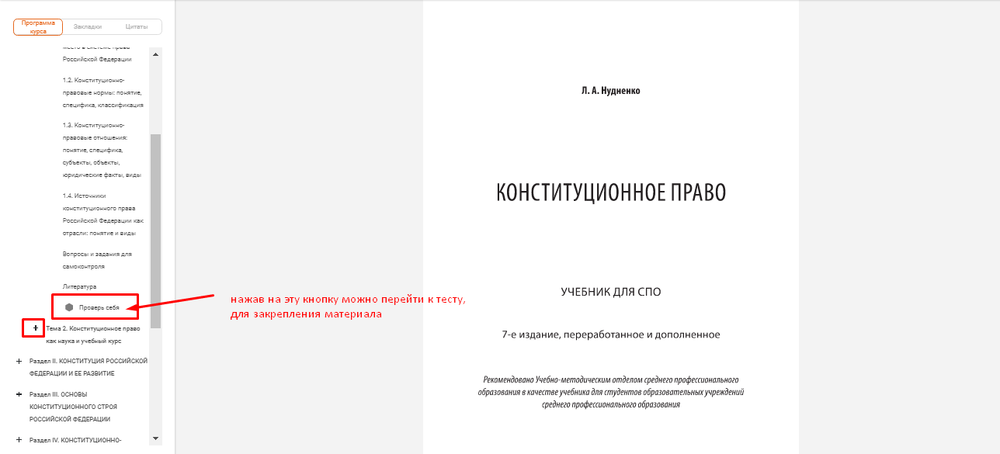 Программа
курса
Закладки
Цитаты
место в системе права
Российской Федерации
1.2. Конституционно-
правовые нормы: понятие,
специфика, классификация
1.3. Конституционно-
правовые отношения:
понятие, специфика,
субъекты, объекты,
юридические факты, виды
1.4. Источники
конституционного права
Российской Федерации как
отрасли: понятие и виды
Вопросы и задания для
самоконтроля
Литература
Проверь себя
Тема 2. Конституционное право
как наука и учебный курс
Раздел II. КОНСТИТУЦИЯ РОССИЙСКОЙ
ФЕДЕРАЦИИ И ЕЕ РАЗВИТИЕ
Раздел III. ОСНОВЫ
КОНСТИТУЦИОННОГО СТРОЯ
РОССИЙСКОЙ ФЕДЕРАЦИИ
Раздел IV. КОНСТИТУЦИОННО-
нажав на эту кнопку можно перейти к тесту,
для закрепления материала
Л. А. Нудненко
КОНСТИТУЦИОННОЕ ПРАВО
УЧЕБНИК ДЛЯ СПО
7-е издание, переработанное и дополненное
Рекомендовано Учебно-методическим отделом среднего профессионального
образования в качестве учебника для студентов образовательных учреждений
среднего профессионального образования